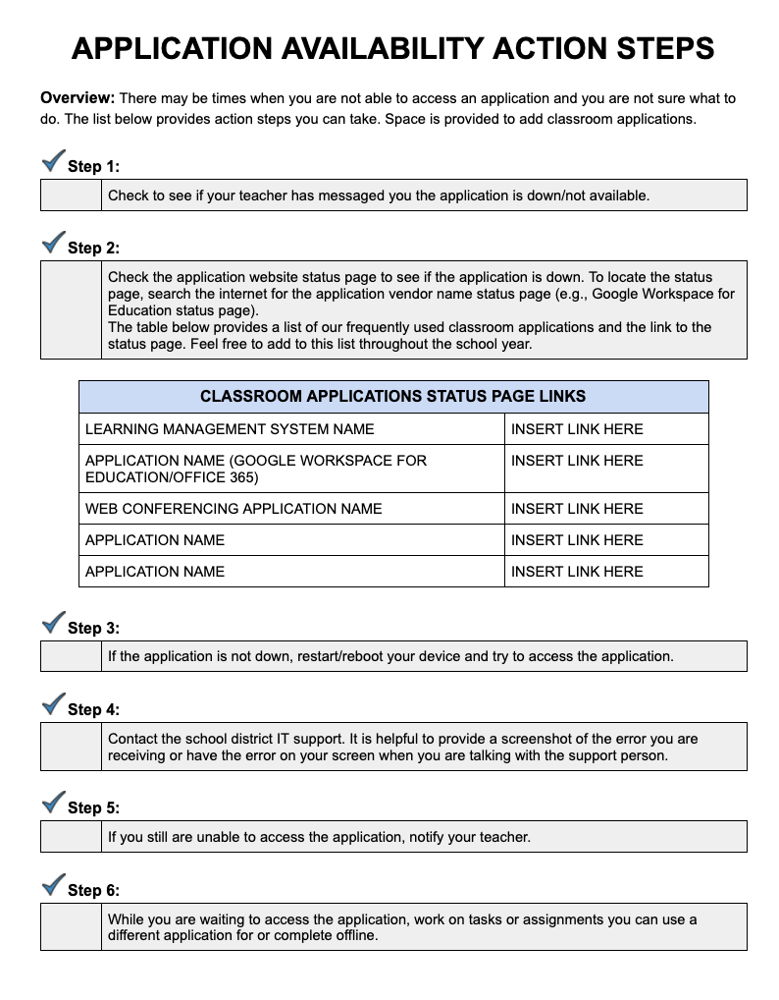 APPLICATION AVAILABILITY ACTION STEPS
Overview: There may be times when you are not able to access an application and you are not sure what to
do. The list below provides action steps you can take. Space is provided to add classroom applications.
Step 1:
Check to see if your teacher has messaged you the application is down/not available.
Step 2:
Check the application website status page to see if the application is down. To locate the status
page, search the internet for the application vendor name status page (e.g., Google Workspace for
Education status page).
The table below provides a list of our frequently used classroom applications and the link to the
status page. Feel free to add to this list throughout the school year.
CLASSROOM APPLICATIONS STATUS PAGE LINKS
LEARNING MANAGEMENT SYSTEM NAME INSERT LINK HERE
APPLICATION NAME (GOOGLE WORKSPACE FOR INSERT LINK HERE
EDUCATION/OFFICE 365)
WEB CONFERENCING APPLICATION NAME INSERT LINK HERE
APPLICATION NAME INSERT LINK HERE
APPLICATION NAME INSERT LINK HERE
Step 3:
If the application is not down, restart/reboot your device and try to access the application.
Step 4:
Contact the school district IT support. It is helpful to provide a screenshot of the error you are
receiving or have the error on your screen when you are talking with the support person.
Step 5:
If you still are unable to access the application, notify your teacher.
Step 6:
While you are waiting to access the application, work on tasks or assignments you can use a
different application for or complete offline.